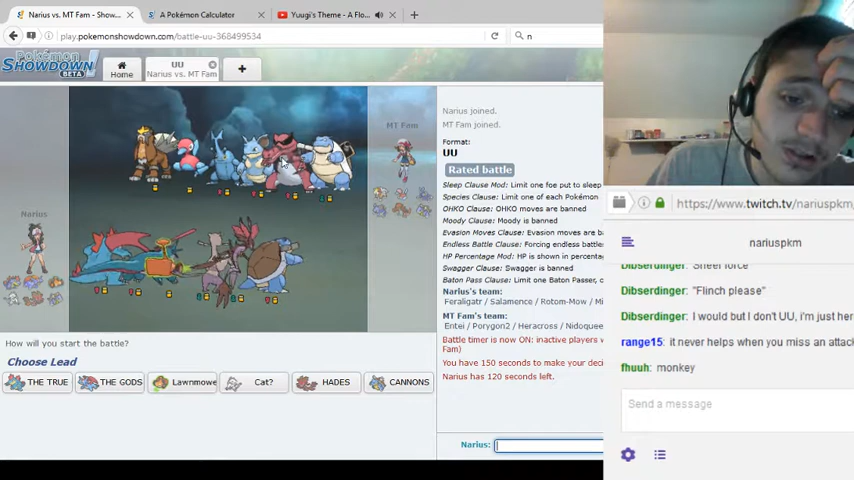 Narius vs. MT Fam - Show...
A Pokémon Calculator
Yuugi's Theme - A Flo...
play.pokemonshowdown.com/battle-uu-368499534
n
Pokémon
SHOWDOWN!
BETA
Home
UU
Narius vs. MT Fam
MT Fam
Narius
Narius joined.
MT Fam joined.
Format:
UU
Rated battle
Sleep Clause Mod: Limit one foe put to sleep
Species Clause: Limit one of each Pokémon
OHKO Clause: OHKO moves are banned
Moody Clause: Moody is banned
Evasion Moves Clause: Evasion moves are ba
Endless Battle Clause: Forcing endless battle
HP Percentage Mod: HP is shown in percenta
Swagger Clause: Swagger is banned
Baton Pass Clause: Limit one Baton Passer,
Narius's team:
Feraligatr / Salamence / Rotom-Mow / Mi
MT Fam's team:
Entei / Porygon2 / Heracross / Nidoquee
Battle timer is now ON: inactive players w
Fam)
You have 150 seconds to make your deci
Narius has 120 seconds left.
How will you start the battle?
Choose Lead
THE TRUE
THE GODS
Lawnmowe
Cat?
HADES
CANNONS
Narius:
https://www.twitch.tv/nariuspkm
nariuspkm
Dibserdinger: "Sheer force"
Dibserdinger: "Flinch please"
Dibserdinger: I would but I don't UU, i'm just here
range15: it never helps when you miss an attack
fhuuh: monkey
Send a message